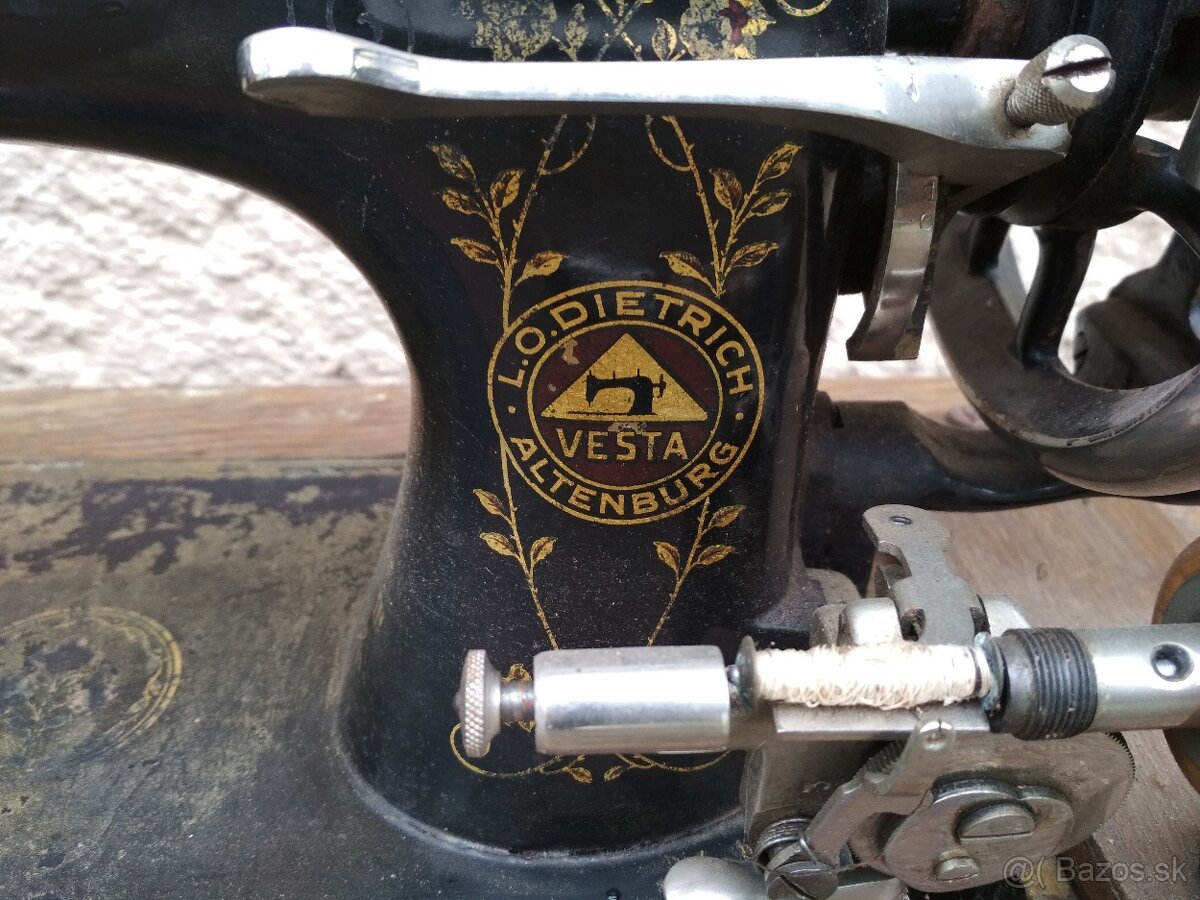 · L.O.DIETRICH ·
VESTA
ALTENBURG
@( Bazos.sk